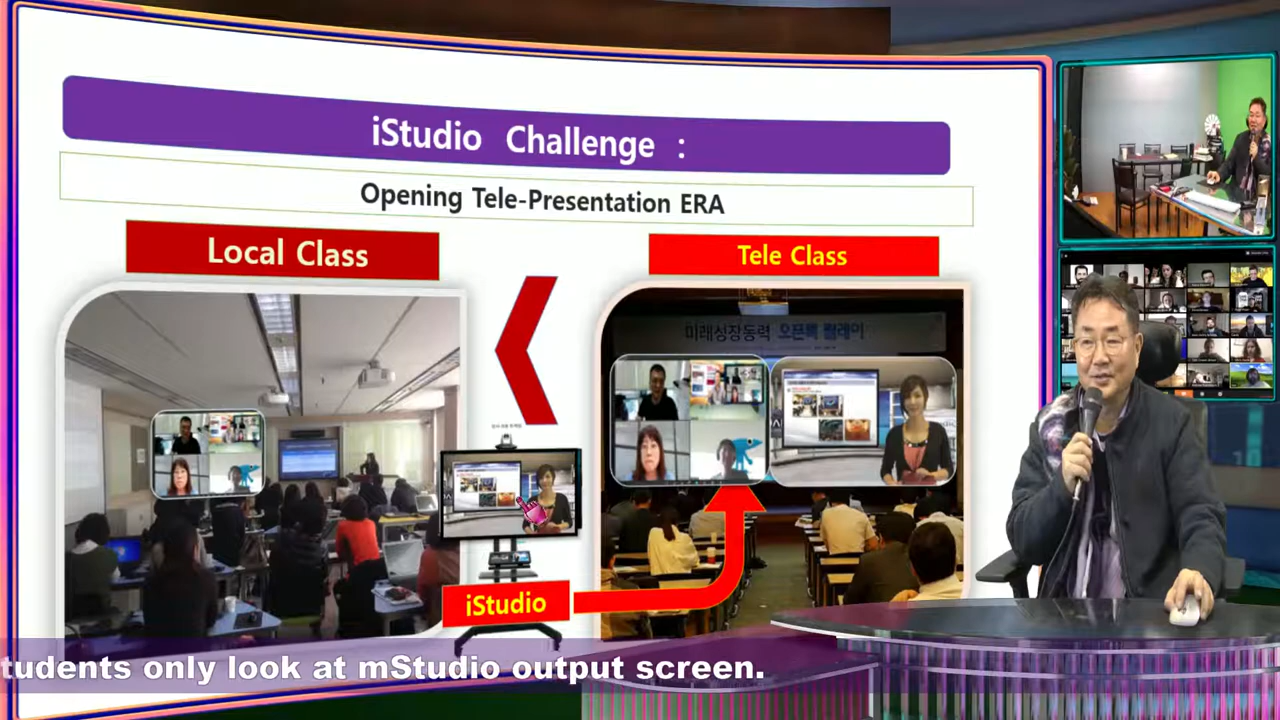 iStudio Challenge :
Opening Tele-Presentation ERA
Local Class
Tele Class
미래성장동력 오픈톡 릴레이
iStudio
tudents only look at mStudio output screen.